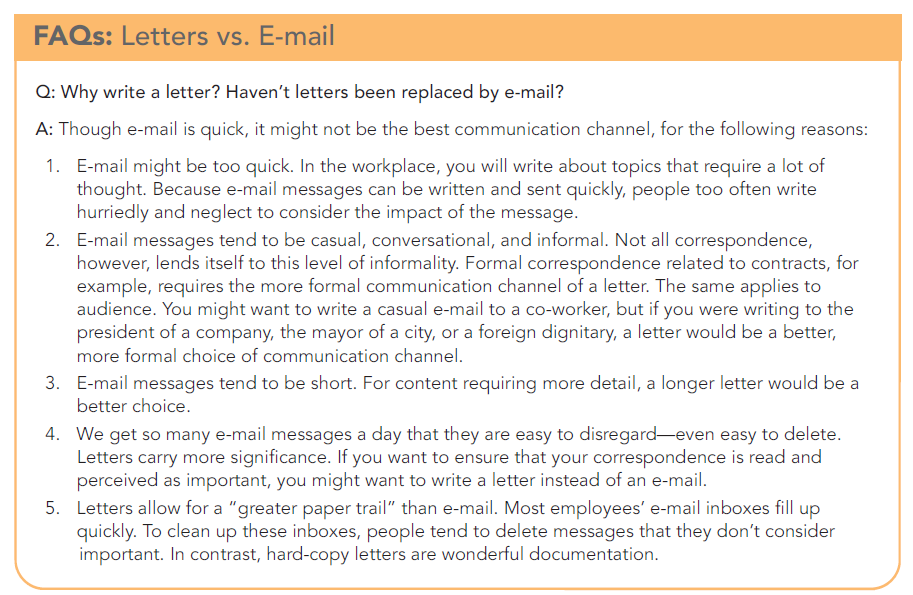 FAQs: Letters vs. E-mail
Q: Why write a letter? Haven't letters been replaced by e-mail?
A: Though e-mail is quick, it might not be the best communication channel, for the following reasons:
1. E-mail might be too quick. In the workplace, you will write about topics that require a lot of
thought. Because e-mail messages can be written and sent quickly, people too often write
hurriedly and neglect to consider the impact of the message.
2. E-mail messages tend to be casual, conversational, and informal. Not all correspondence,
however, lends itself to this level of informality. Formal correspondence related to contracts, for
example, requires the more formal communication channel of a letter. The same applies to
audience. You might want to write a casual e-mail to a co-worker, but if you were writing to the
president of a company, the mayor of a city, or a foreign dignitary, a letter would be a better,
more formal choice of communication channel.
3. E-mail messages tend to be short. For content requiring more detail, a longer letter would be a
better choice.
4. We get so many e-mail messages a day that they are easy to disregard—even easy to delete.
Letters carry more significance. If you want to ensure that your correspondence is read and
perceived as important, you might want to write a letter instead of an e-mail.
5. Letters allow for a “greater paper trail” than e-mail. Most employees’ e-mail inboxes fill up
quickly. To clean up these inboxes, people tend to delete messages that they don’t consider
important. In contrast, hard-copy letters are wonderful documentation.